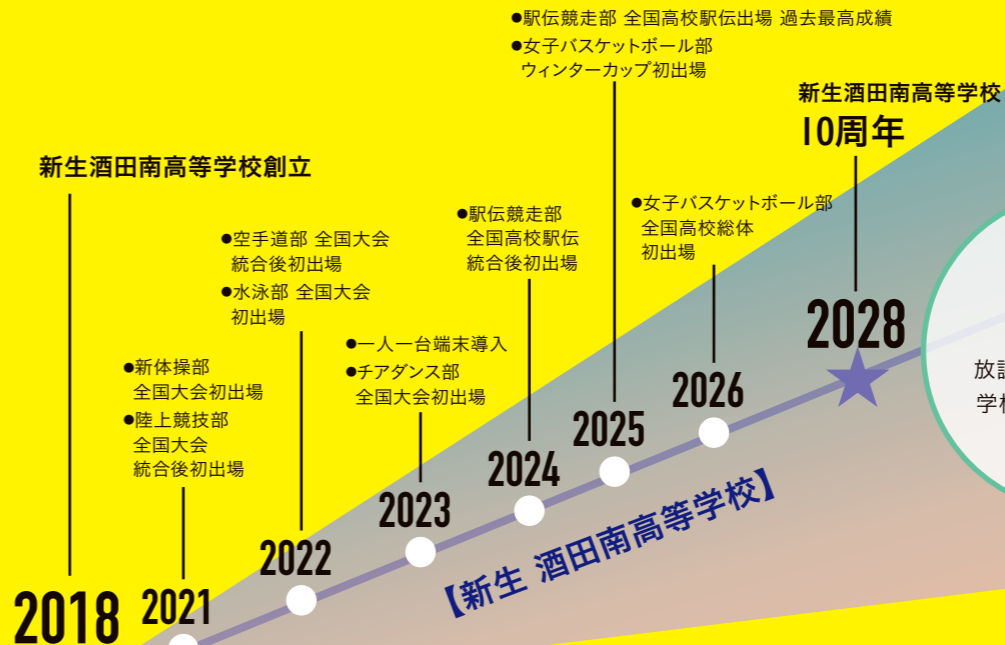 新生酒田南高等学校創立
2018
●新体操部
全国大会初出場
●陸上競技部
全国大会
統合後初出場
2021
●空手道部 全国大会
統合後初出場
●水泳部 全国大会
初出場
2022
●一人一台端末導入
●チアダンス部
全国大会初出場
2023
●駅伝競走部
全国高校駅伝
統合後初出場
2024
●駅伝競走部 全国高校駅伝出場 過去最高成績
●女子バスケットボール部
ウィンターカップ初出場
2025
●女子バスケットボール部
全国高校総体
初出場
2026
新生酒田南高等学校
10周年
2028
【新生 酒田南高等学校】
放
学